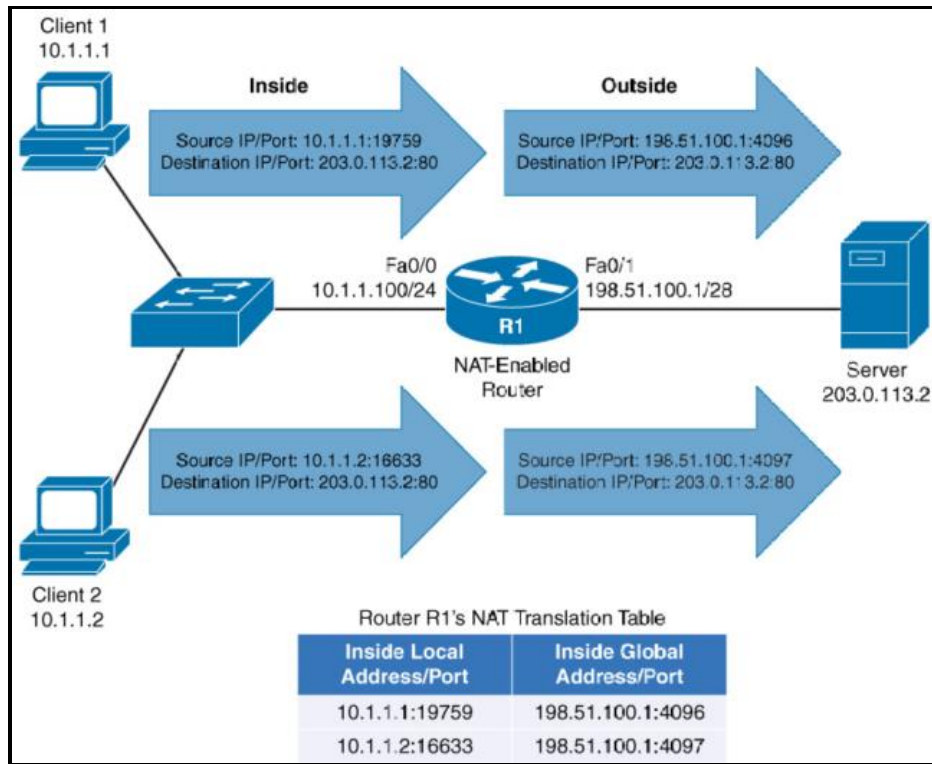 Client 1
10.1.1.1
Inside
Outside
Source IP/Port: 10.1.1.1:19759
Destination IP/Port: 203.0.113.2:80
Source IP/Port: 198.51.100.1:4096
Destination IP/Port: 203.0.113.2:80
Fa0/0
10.1.1.100/24
Fa0/1
198.51.100.1/28
R1
NAT-Enabled
Router
Server
203.0.113.2
Source IP/Port: 10.1.1.2:16633
Destination IP/Port: 203.0.113.2:80
Source IP/Port: 198.51.100.1:4097
Destination IP/Port: 203.0.113.2:80
Client 2
10.1.1.2
Router R1's NAT Translation Table
Inside Local
Address/Port
Inside Global
Address/Port
10.1.1.1:19759
198.51.100.1:4096
10.1.1.2:16633
198.51.100.1:4097